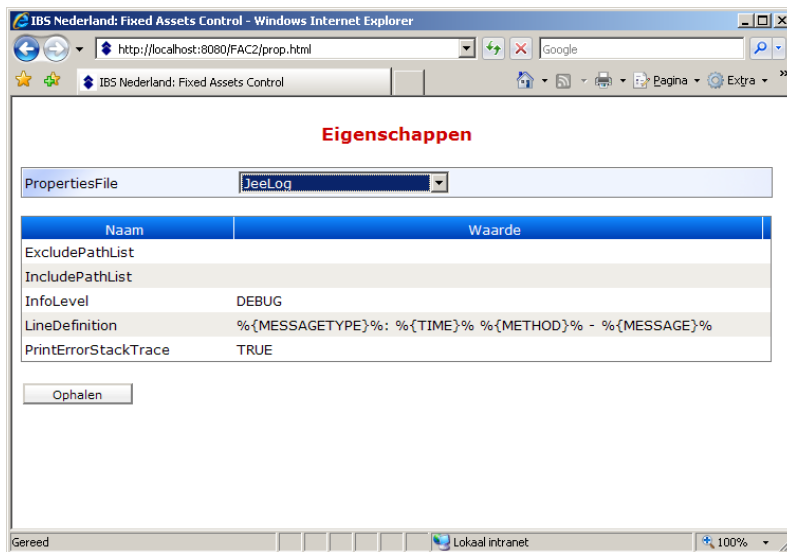 IBS Nederland: Fixed Assets Control - Windows Internet Explorer
http://localhost:8080/FAC2/prop.html
Google
IBS Nederland: Fixed Assets Control
Pagina
Extra
»
Eigenschappen
PropertiesFile JeeLog
Naam Waarde
ExcludePathList
IncludePathList
InfoLevel DEBUG
LineDefinition %{MESSAGETYPE}%: %{TIME}% %{METHOD}% - %{MESSAGE}%
PrintErrorStackTrace TRUE
Ophalen
Gereed Lokaal intranet 100%